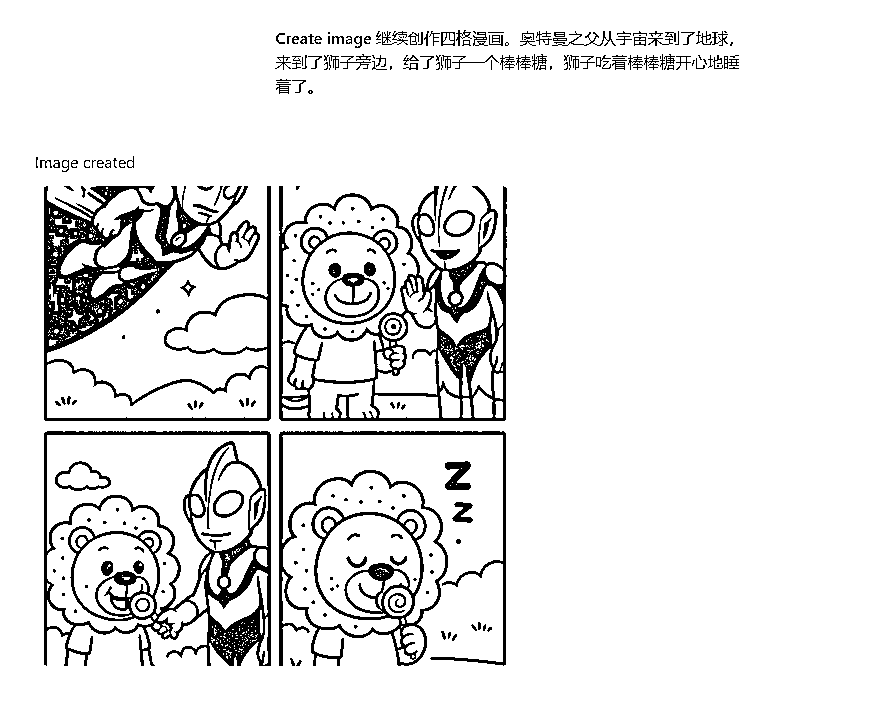 Create image 继续创作四格漫画。奥特曼之父从宇宙来到了地球，
来到了狮子旁边，给了狮子一个棒棒糖，狮子吃着棒棒糖开心地睡
着了。
Image created
Z
Z